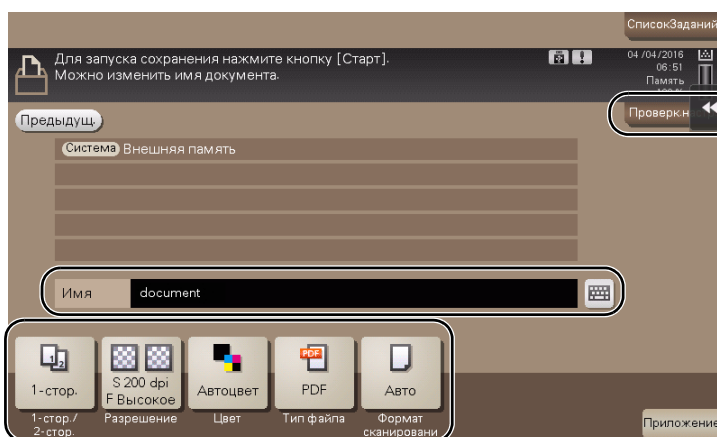 СписокЗаданий
Для запуска сохранения нажмите кнопку [Старт].
Можно изменить имя документа.
04/04/2016
06:51
Память
Предыдущ.
Проверк.н
Система Внешняя память
Имя document
1-стор.
S 200 dpi
F Высокое
Автоцвет
PDF
PDF
Авто
1-стор./
2-стор.
Разрешение
Цвет
Тип файла
Формат
сканировани
Приложение